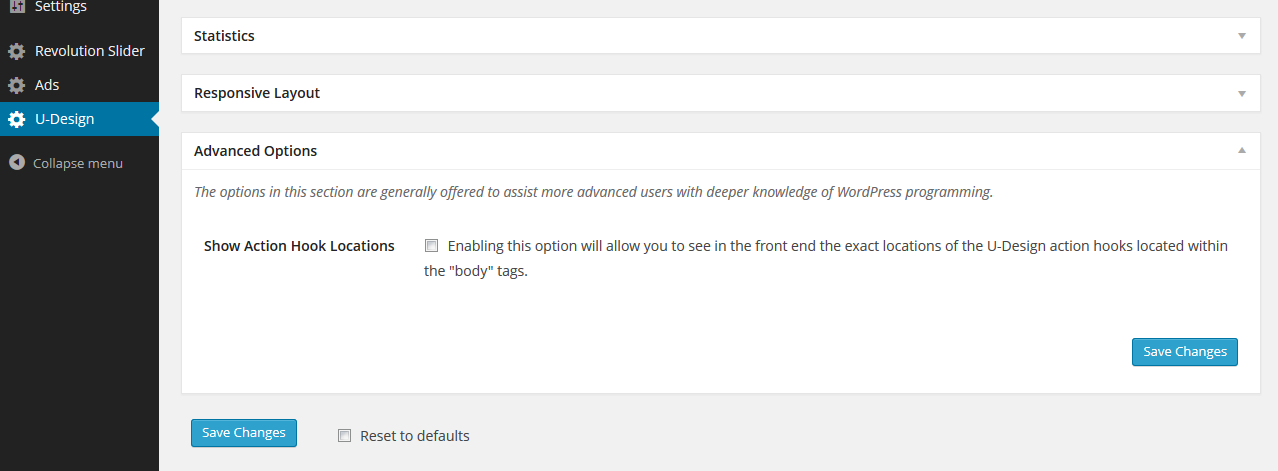 Settings
Revolution Slider
Ads
U-Design
Collapse menu
Statistics
Responsive Layout
Advanced Options
The options in this section are generally offered to assist more advanced users with deeper knowledge of WordPress programming.
Show Action Hook Locations
Enabling this option will allow you to see in the front end the exact locations of the U-Design action hooks located within
the "body" tags.
Save Changes
Save Changes
Reset to defaults